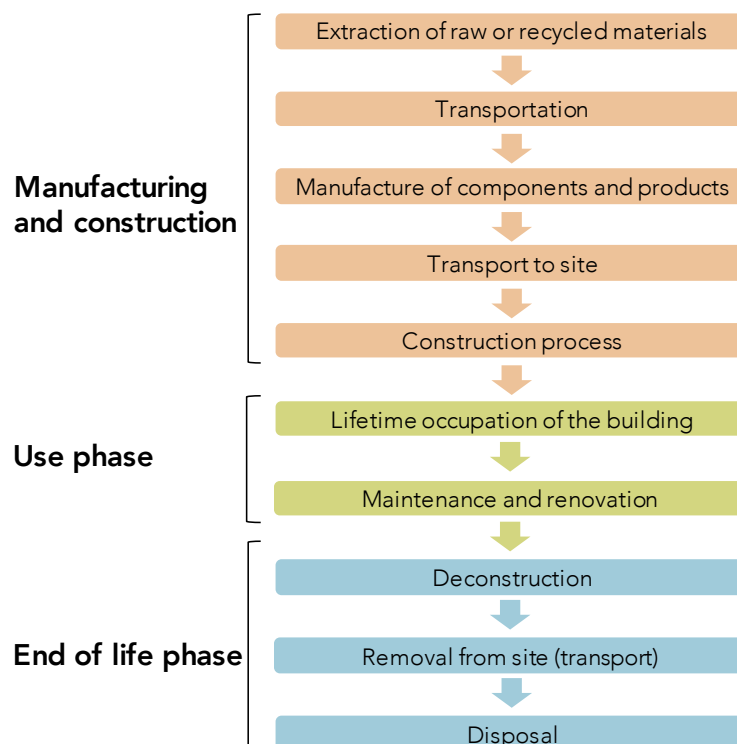 Extraction of raw or recycled materials
Transportation
Manufacturing
and construction
Manufacture of components and products
Transport to site
Construction process
Use phase
Lifetime occupation of the building
Maintenance and renovation
End of life phase
Deconstruction
Removal from site (transport)
Disposal